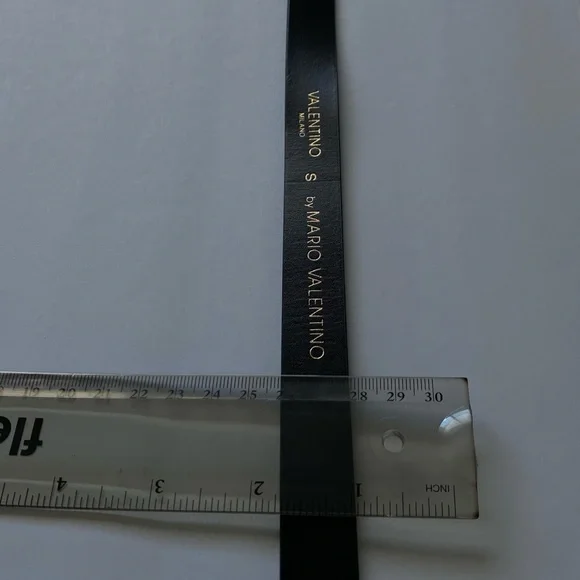 VALENTINO
MILANO
S
by MARIO VALENTINO
19 20 21 22 23 24 25 28 29 30
fle
4 3 2 1 INCH